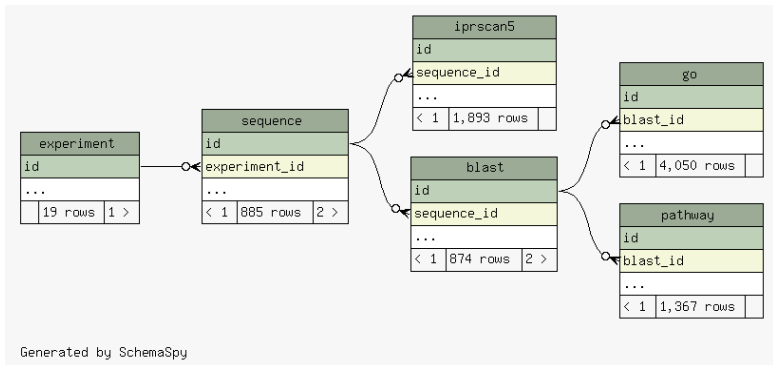 iprscan5
id
sequence_id
...
< 1 1,893 rows
go
id
blast_id
...
< 1 4,050 rows
sequence
id
experiment_id
...
< 1 885 rows 2 >
experiment
id
...
19 rows 1 >
blast
id
sequence_id
...
< 1 874 rows 2 >
pathway
id
blast_id
...
< 1 1,367 rows
Generated by SchemaSpy